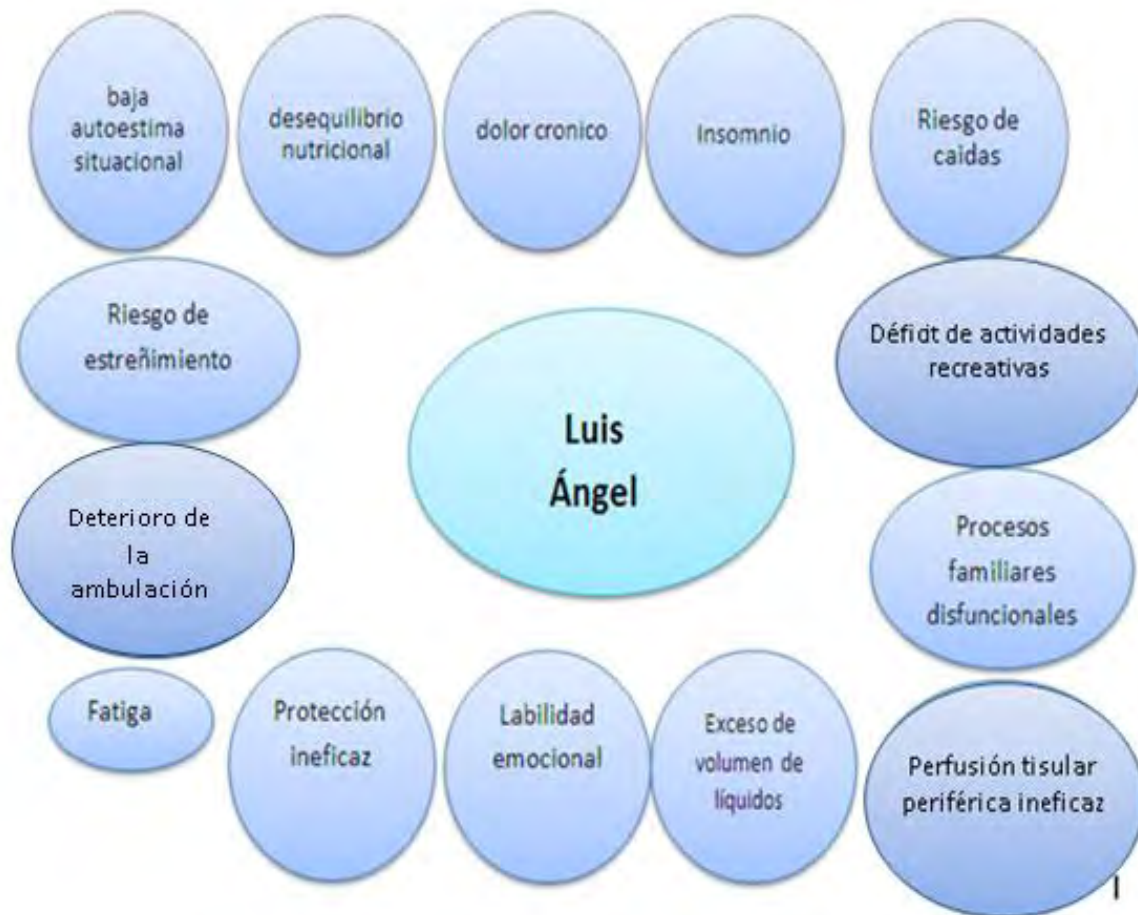 baja
autoestima
situacional
desequilibrio
nutricional
dolor cronico
Insomnio
Riesgo de
caidas
Riesgo de
estreñimiento
Luis
Ángel
Déficit de actividades
recreativas
Deterioro de
la
ambulación
Procesos
familiares
disfuncionales
Fatiga
Protección
ineficaz
Labilidad
emocional
Exceso de
volumen de
líquidos
Perfusión tisular
periférica ineficaz